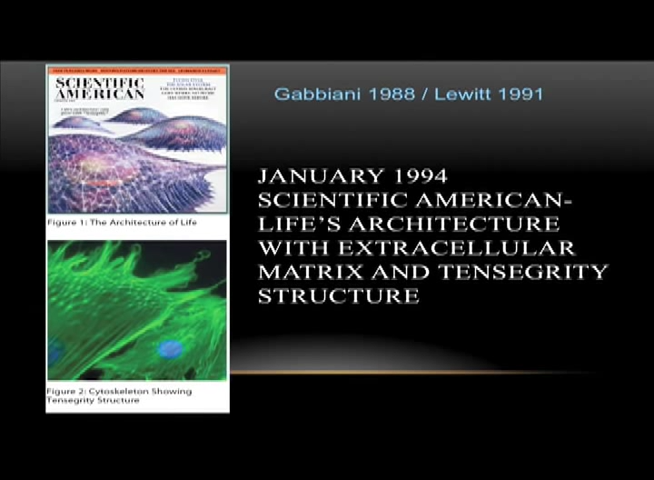 SCIENTIFIC
AMERICAN
Figure 1: The Architecture of Life
Figure 2: Cytoskeleton Showing
Tensegrity Structure
Gabbiani 1988 / Lewitt 1991
JANUARY 1994
SCIENTIFIC AMERICAN-
LIFE'S ARCHITECTURE
WITH EXTRACELLULAR
MATRIX AND TENSEGRITY
STRUCTURE